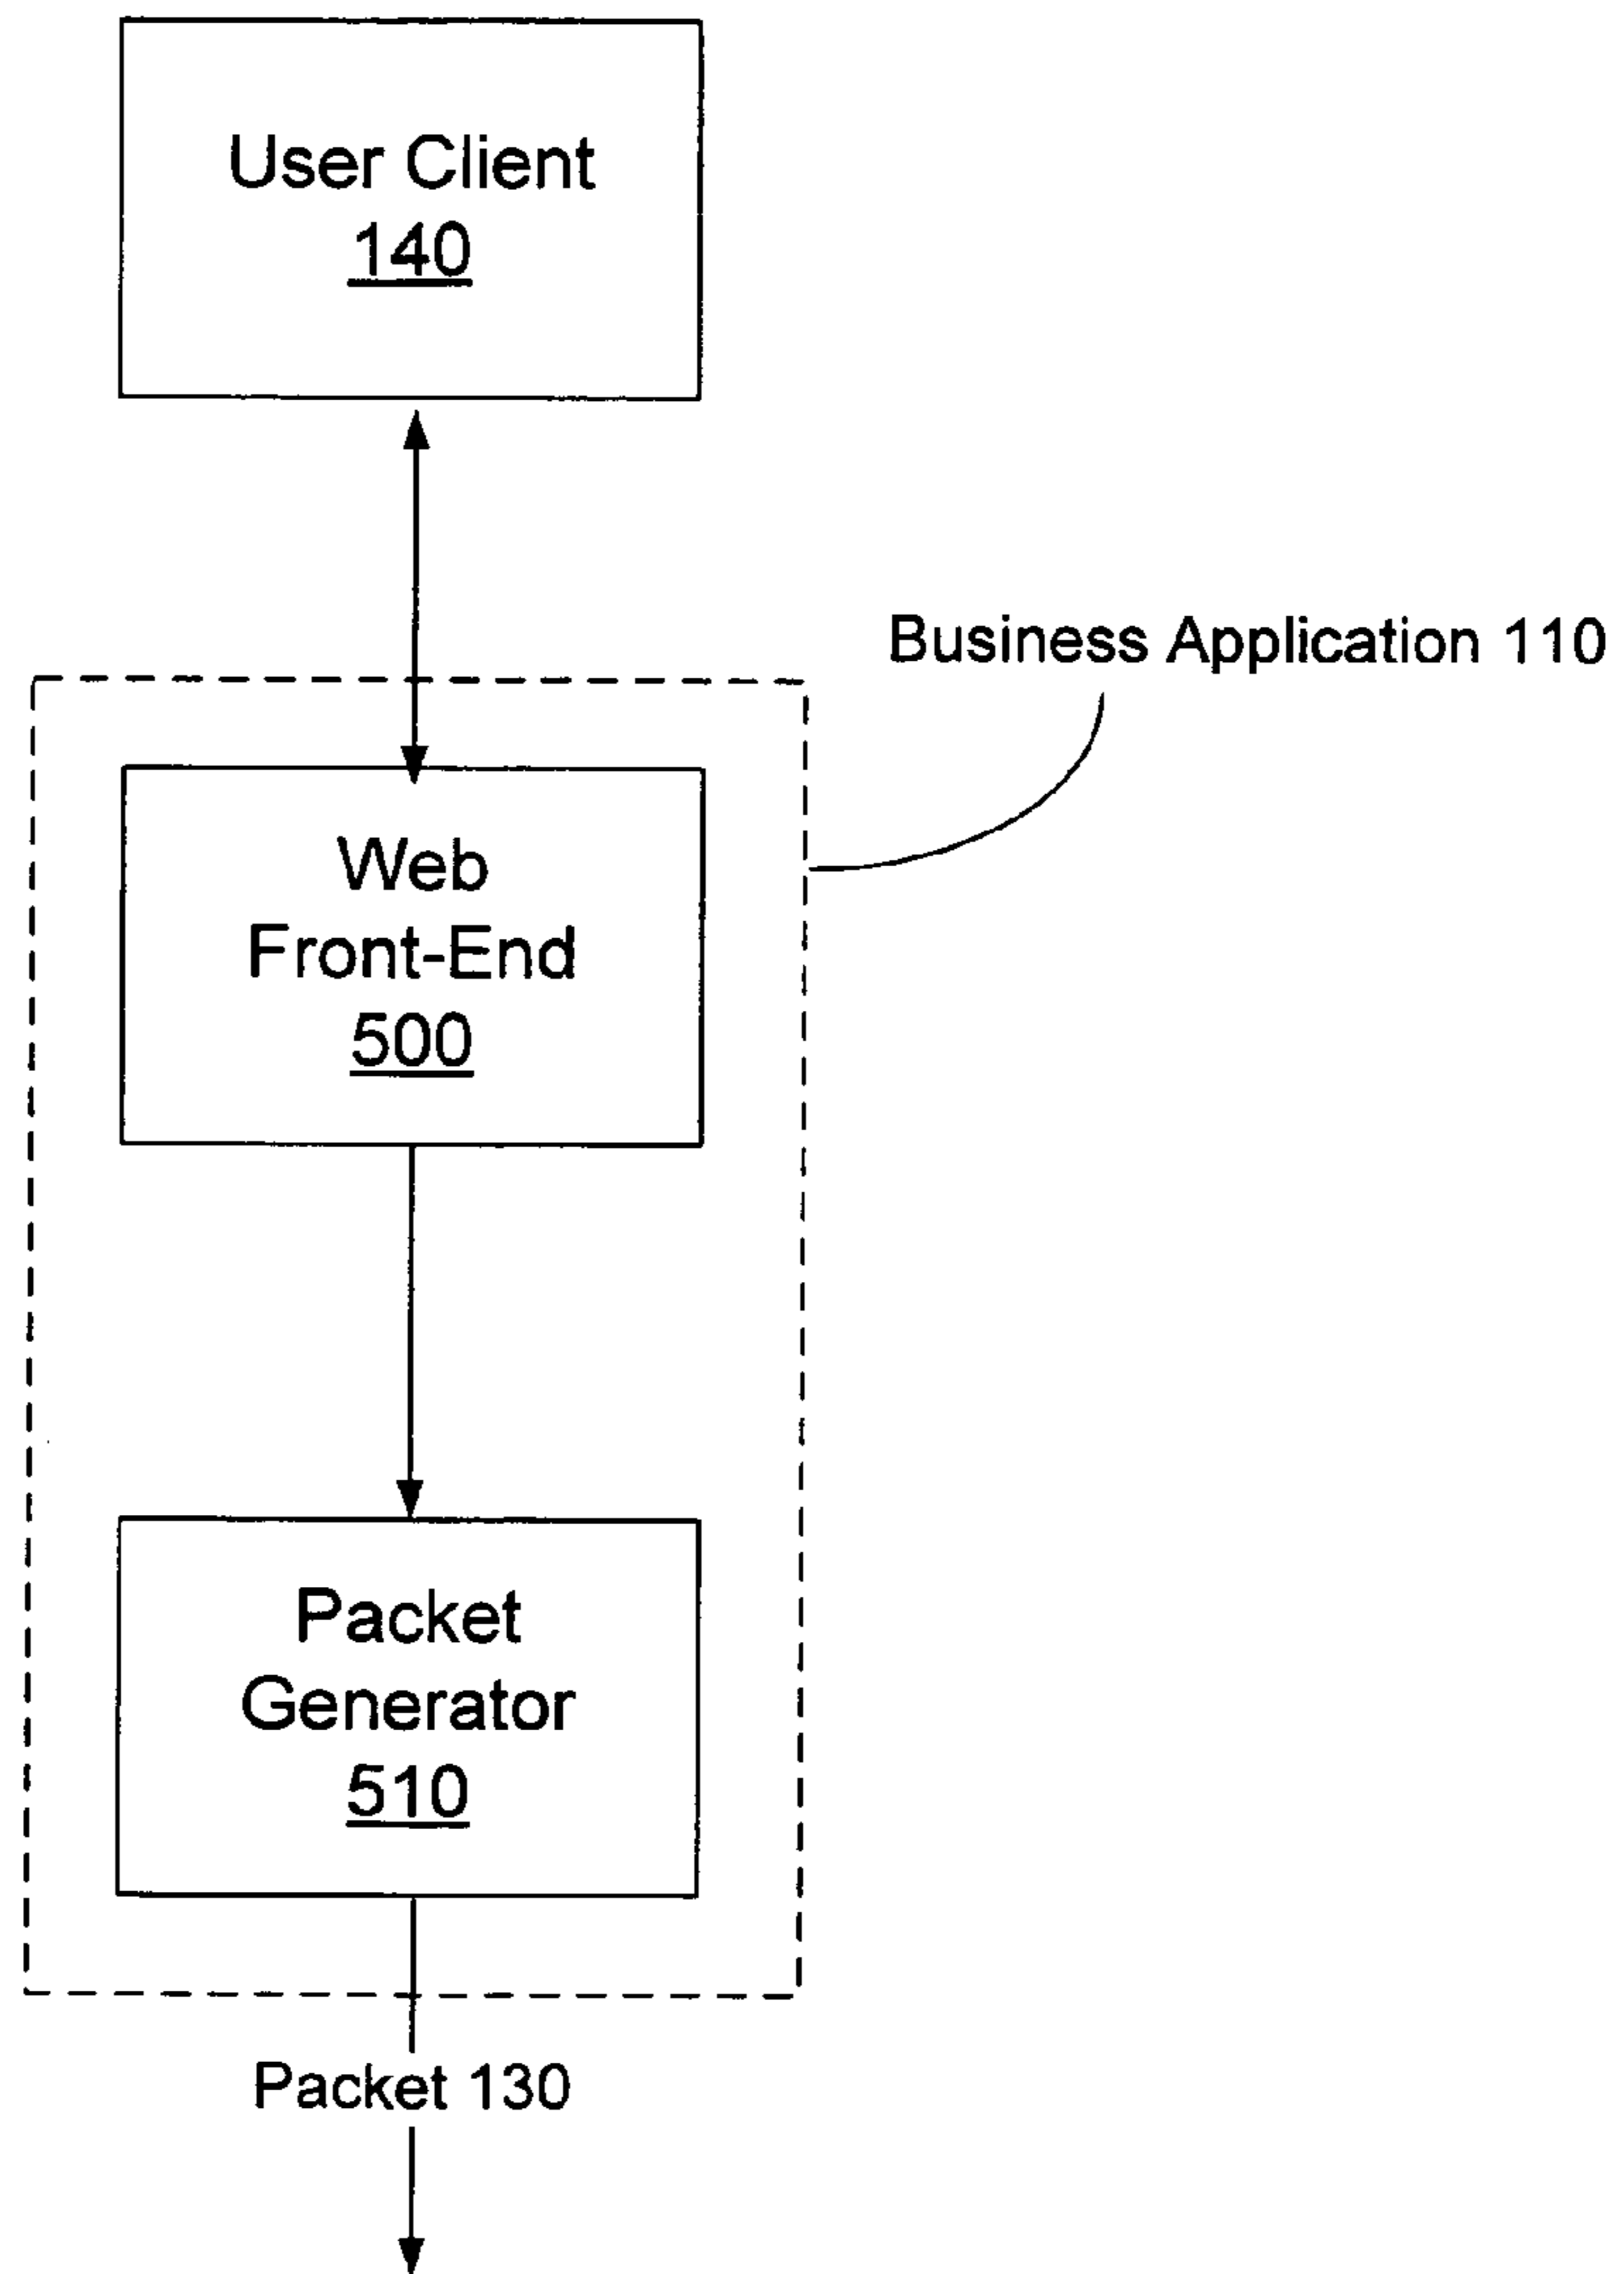 User Client
140
Business Application 110
Web
Front-End
500
Packet
Generator
510
Packet 130